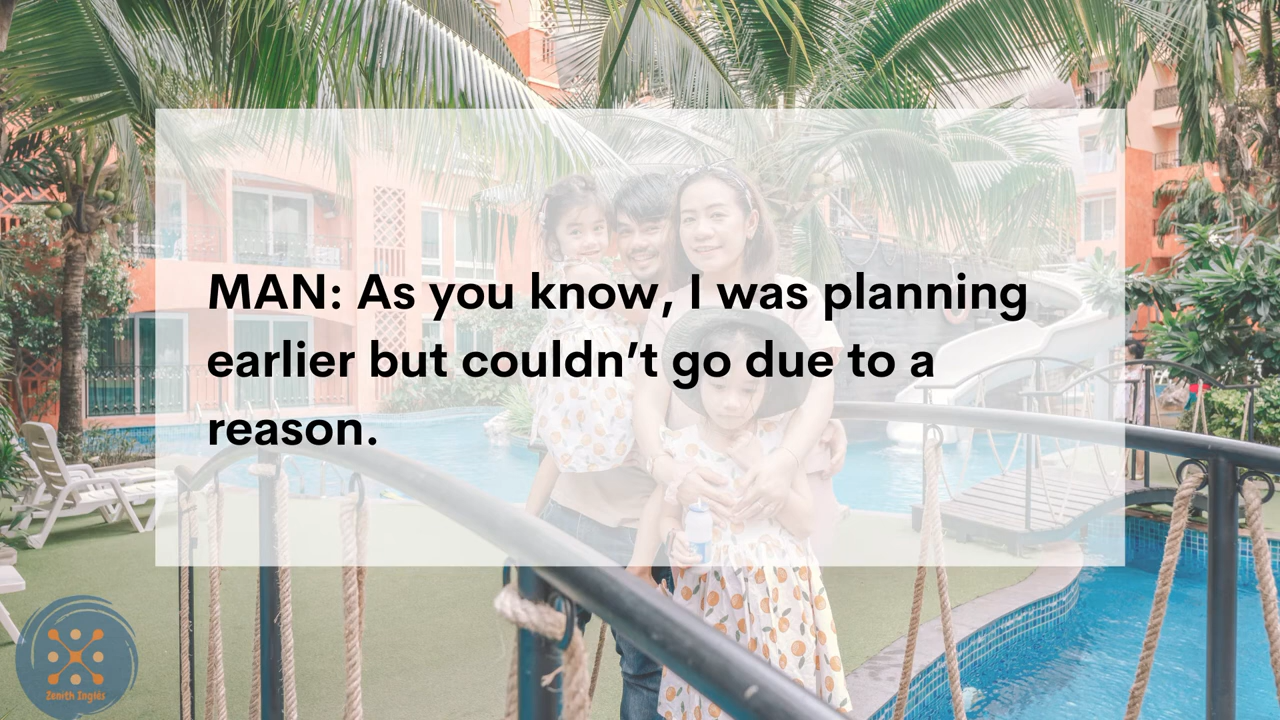 MAN: As you know, I was planning
earlier but couldn’t go due to a
reason.
Zenith Inglés